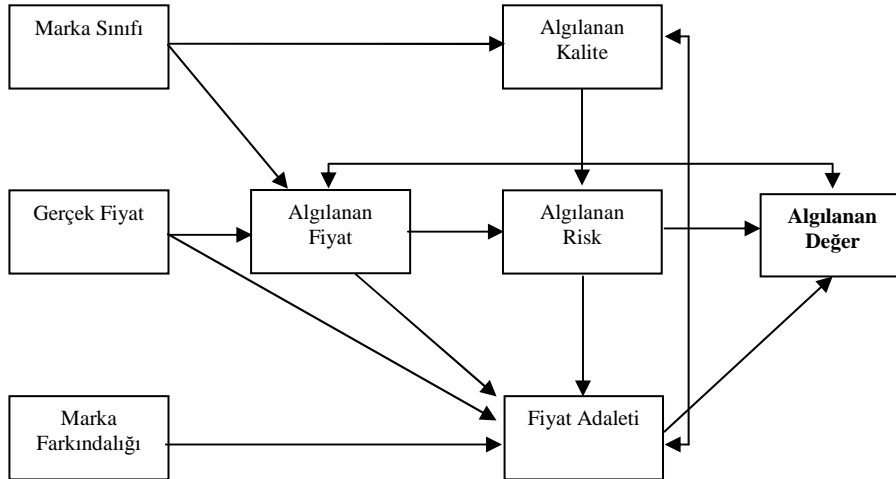 Marka Sınıfı
Algılanan
Kalite
Gerçek Fiyat
Algılanan
Fiyat
Algılanan
Risk
Algılanan
Değer
Marka
Farkındalığı
Fiyat Adaleti